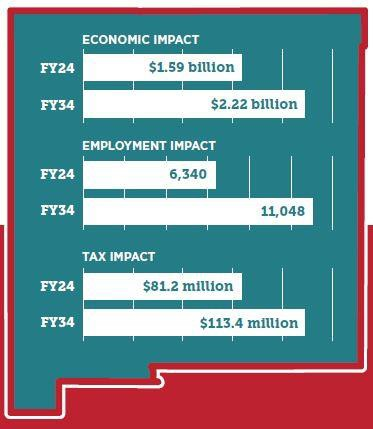 ECONOMIC IMPACT
FY24 $1.59 billion
FY34 $2.22 billion
EMPLOYMENT IMPACT
FY24 6,340
FY34 11,048
TAX IMPACT
FY24 $81.2 million
FY34 $113.4 million